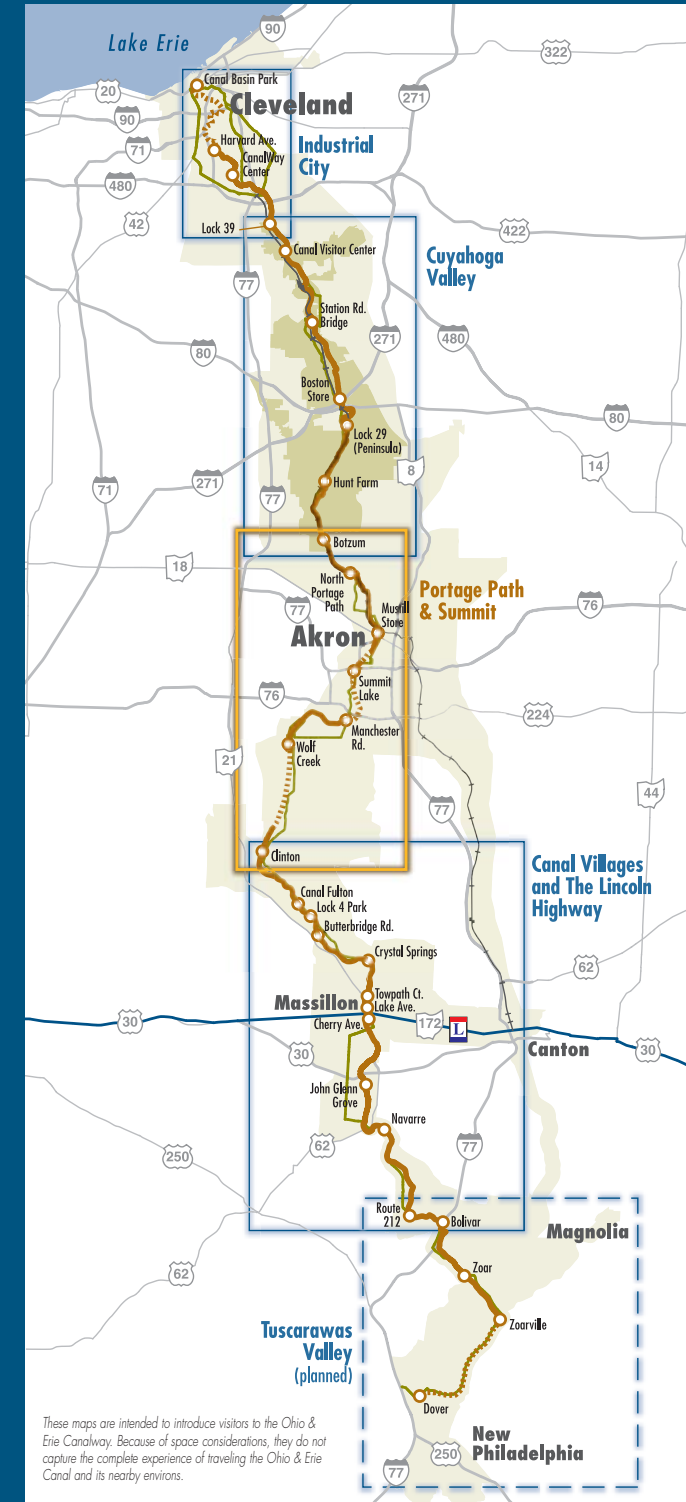 Lake Erie
90
322
Canal Basin Park
20
Cleveland
271
90
Harvard Ave.
71
Industrial
City
CanalWay
Center
480
42
Lock 39
422
Canal Visitor Center
Cuyahoga
Valley
77
Station Rd.
Bridge
271
480
80
Boston
Store
80
Lock 29
(Peninsula)
8
14
271
71
77
Hunt Farm
Botzum
18
North
Portage
Path
Portage Path
& Summit
77
76
Mustill
Store
Akron
Summit
Lake
76
224
Manchester
Rd.
Wolf
Creek
21
44
77
Clinton
Canal Villages
and The Lincoln
Highway
Canal Fulton
Lock 4 Park
Butterbridge Rd.
Crystal Springs
62
Towpath Ct.
Massillon
Lake Ave.
30
Cherry Ave.
172
L
Canton
30
30
John Glenn
Grove
Navarre
62
77
250
Route
212
Bolivar
Magnolia
62
Zoar
Zoarville
Tuscarawas
Valley
(planned)
Dover
New
Philadelphia
250
77
These maps are intended to introduce visitors to the Ohio &
Erie Canalway. Because of space considerations, they do not
capture the complete experience of traveling the Ohio & Erie
Canal and its nearby environs.